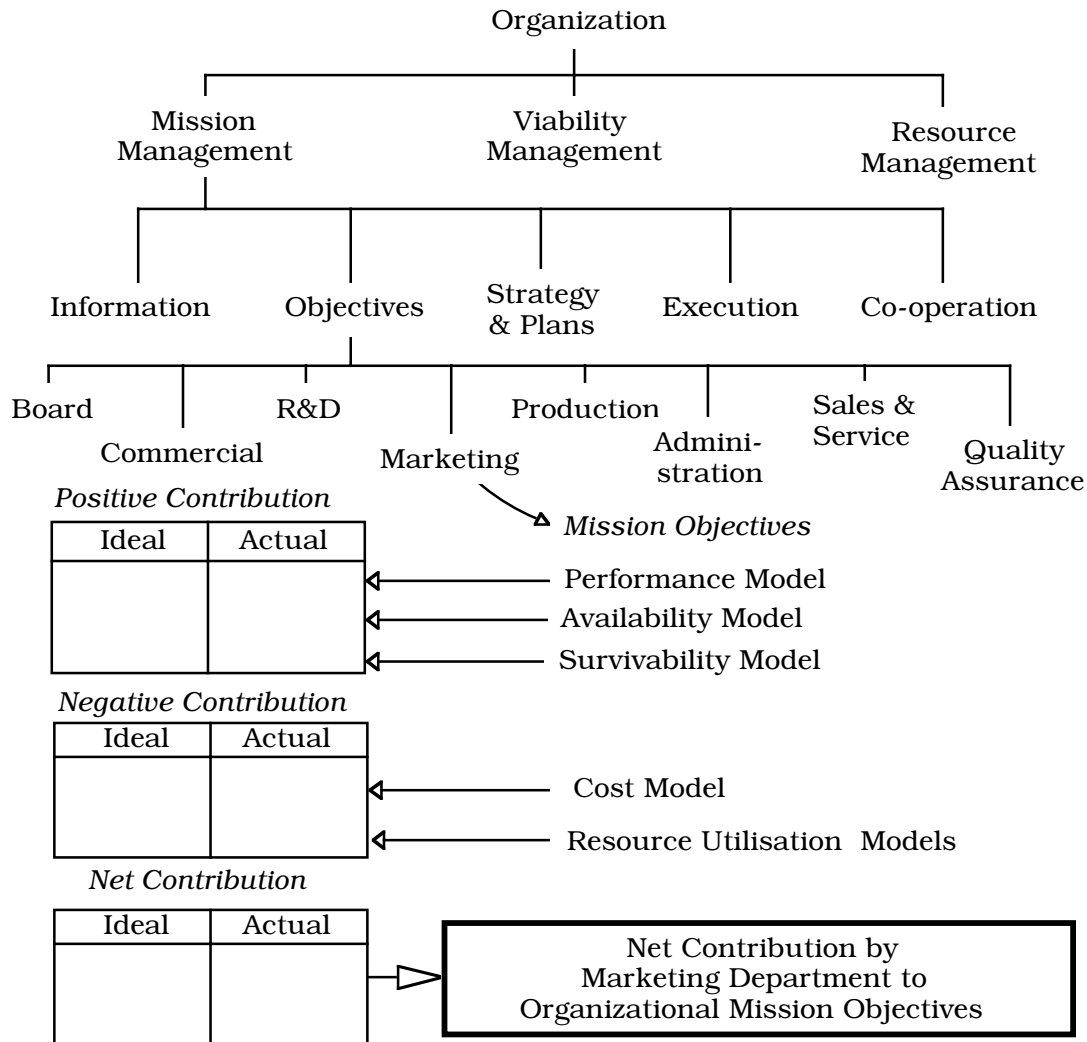 Organization
Mission
Management
Viability
Management
Resource
Management
Information
Objectives
Strategy
& Plans
Execution
Co-operation
Board
Commercial
R&D
Marketing
Production
Admini-
stration
Sales &
Service
Quality
Assurance
Positive Contribution
Ideal Actual
Mission Objectives
Performance Model
Availability Model
Survivability Model
Negative Contribution
Ideal Actual
Cost Model
Resource Utilisation Models
Net Contribution
Ideal Actual
Net Contribution by
Marketing Department to
Organizational Mission Objectives